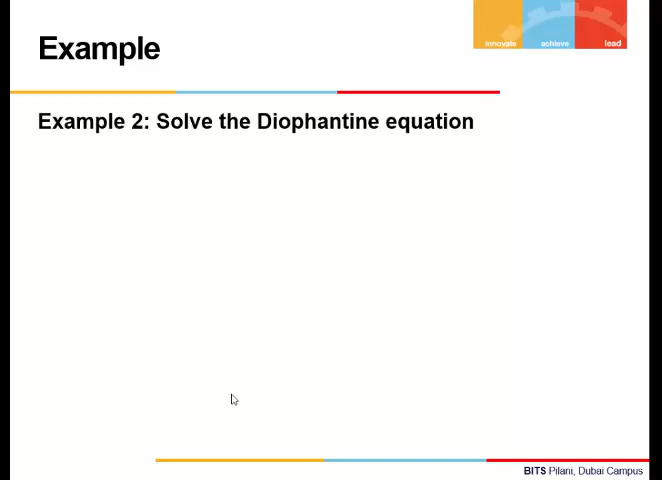 Example
innovate achieve lead
Example 2: Solve the Diophantine equation
BITS Pilani, Dubai Campus